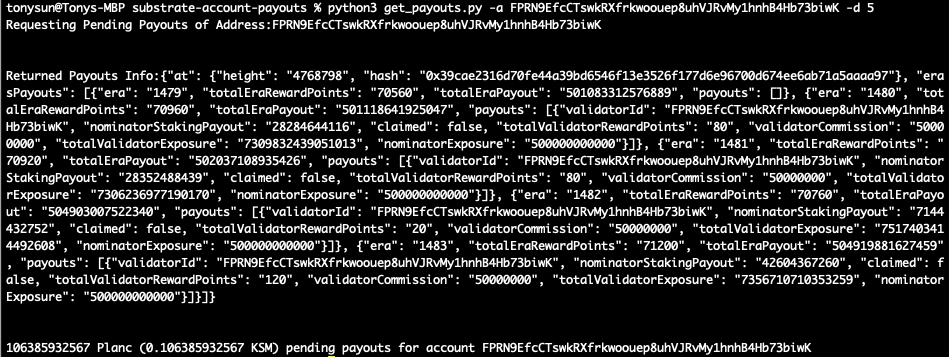 tonysun@Tonys-MBP substrate-account-payouts % python3 get_payouts.py -a FPRN9EfcCTswkRXfrkwoouep8uhVJRvMy1hnhB4Hb73biwK -d 5
Requesting Pending Payouts of Address:FPRN9EfcCTswkRXfrkwoouep8uhVJRvMy1hnhB4Hb73biwK
Returned Payouts Info:{"at": {"height": "4768798", "hash": "0x39cae2316d70fe44a39bd6546f13e3526f177d6e96700d674ee6ab71a5aaaa97"}, "era
sPayouts": [{"era": "1479", "totalEraRewardPoints": "70560", "totalEraPayout": "501083312576889", "payouts": []}, {"era": "1480", "tot
alEraRewardPoints": "70960", "totalEraPayout": "501118641925047", "payouts": [{"validatorId": "FPRN9EfcCTswkRXfrkwoouep8uhVJRvMy1hnhB4
Hb73biwK", "nominatorStakingPayout": "28284644116", "claimed": false, "totalValidatorRewardPoints": "80", "validatorCommission": "5000
0000", "totalValidatorExposure": "7309832439051013", "nominatorExposure": "500000000000"}]}, {"era": "1481", "totalEraRewardPoints": "
70920", "totalEraPayout": "502037108935426", "payouts": [{"validatorId": "FPRN9EfcCTswkRXfrkwoouep8uhVJRvMy1hnhB4Hb73biwK", "nominator
StakingPayout": "28352488439", "claimed": false, "totalValidatorRewardPoints": "80", "validatorCommission": "50000000", "totalValidato
rExposure": "7306236977190170", "nominatorExposure": "500000000000"}]}, {"era": "1482", "totalEraRewardPoints": "70760", "totalEraPayo
ut": "504903007522340", "payouts": [{"validatorId": "FPRN9EfcCTswkRXfrkwoouep8uhVJRvMy1hnhB4Hb73biwK", "nominatorStakingPayout": "7144
432752", "claimed": false, "totalValidatorRewardPoints": "20", "validatorCommission": "50000000", "totalValidatorExposure": "751740341
4492608", "nominatorExposure": "500000000000"}]}, {"era": "1483", "totalEraRewardPoints": "71200", "totalEraPayout": "504919881627459"
, "payouts": [{"validatorId": "FPRN9EfcCTswkRXfrkwoouep8uhVJRvMy1hnhB4Hb73biwK", "nominatorStakingPayout": "42604367260", "claimed": f
alse, "totalValidatorRewardPoints": "120", "validatorCommission": "50000000", "totalValidatorExposure": "7356710710353259", "nominator
Exposure": "500000000000"}]}]}
106385932567 Planc (0.106385932567 KSM) pending payouts for account FPRN9EfcCTswkRXfrkwoouep8uhVJRvMy1hnhB4Hb73biwK